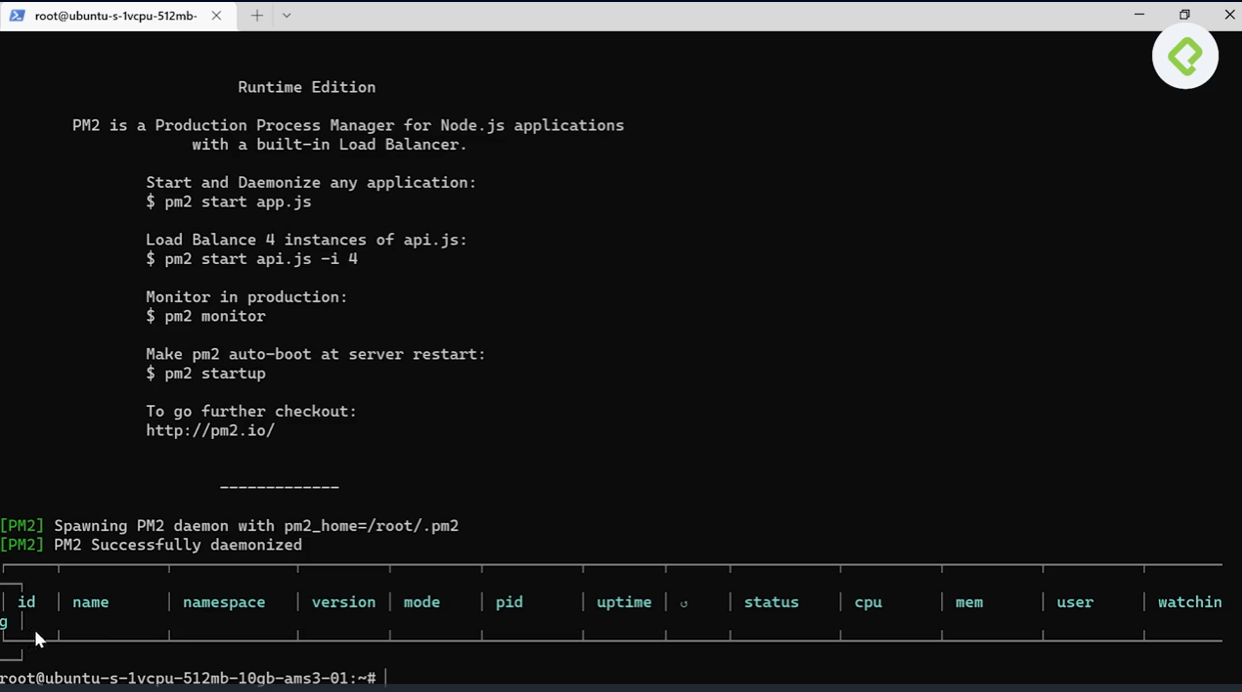 root@ubuntu-s-1vcpu-512mb-
Runtime Edition
PM2 is a Production Process Manager for Node.js applications
with a built-in Load Balancer.
Start and Daemonize any application:
$ pm2 start app.js
Load Balance 4 instances of api.js:
$ pm2 start api.js -i 4
Monitor in production:
$ pm2 monitor
Make pm2 auto-boot at server restart:
$ pm2 startup
To go further checkout:
http://pm2.io/
-------------
[PM2] Spawning PM2 daemon with pm2_home=/root/.pm2
[PM2] PM2 Successfully daemonized
│ id │ name │ namespace │ version │ mode │ pid │ uptime │ ↺ │ status │ cpu │ mem │ user │ watchin
g │
root@ubuntu-s-1vcpu-512mb-10gb-ams3-01:~#